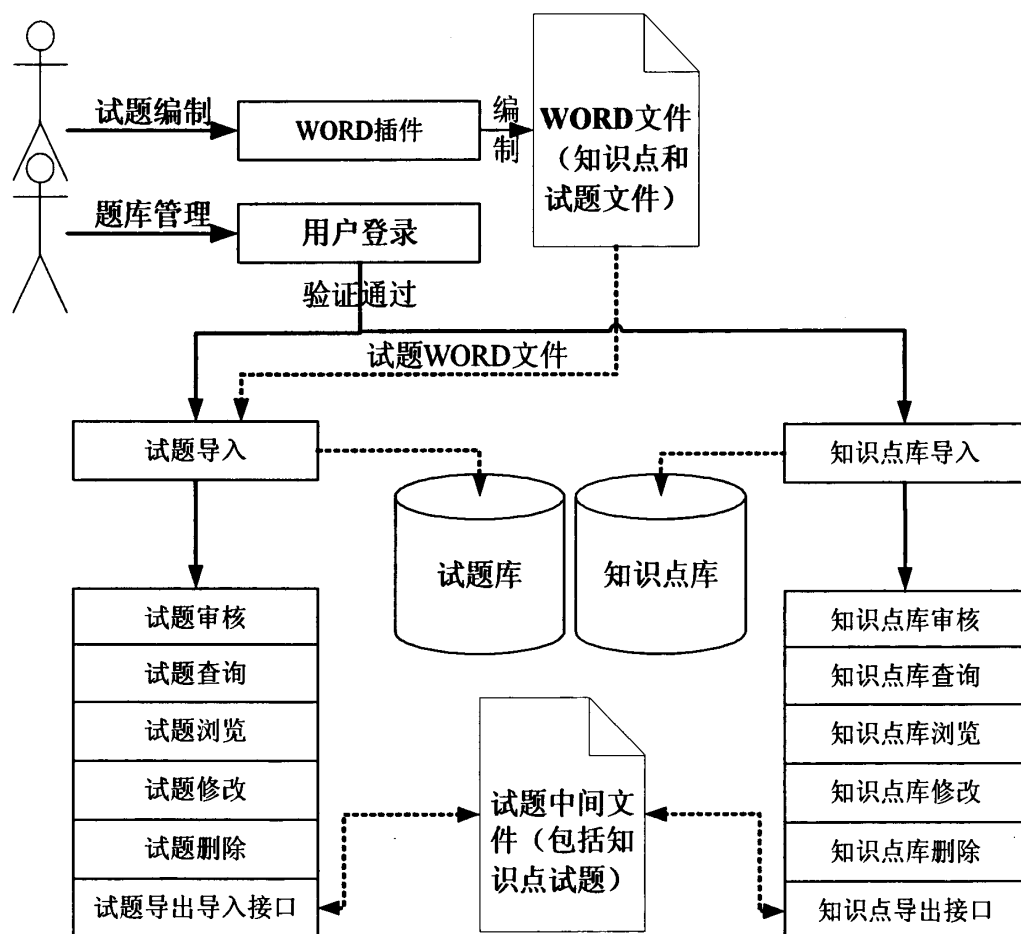 试题编制
WORD插件
编
制
WORD文件
（知识点和
试题文件）
题库管理
用户登录
验证通过
试题WORD文件
试题导入
知识点库导入
试题库
知识点库
试题审核
试题查询
试题浏览
试题修改
试题删除
试题导出导入接口
试题中间文
件（包括知
识点试题）
知识点库审核
知识点库查询
知识点库浏览
知识点库修改
知识点库删除
知识点导出接口